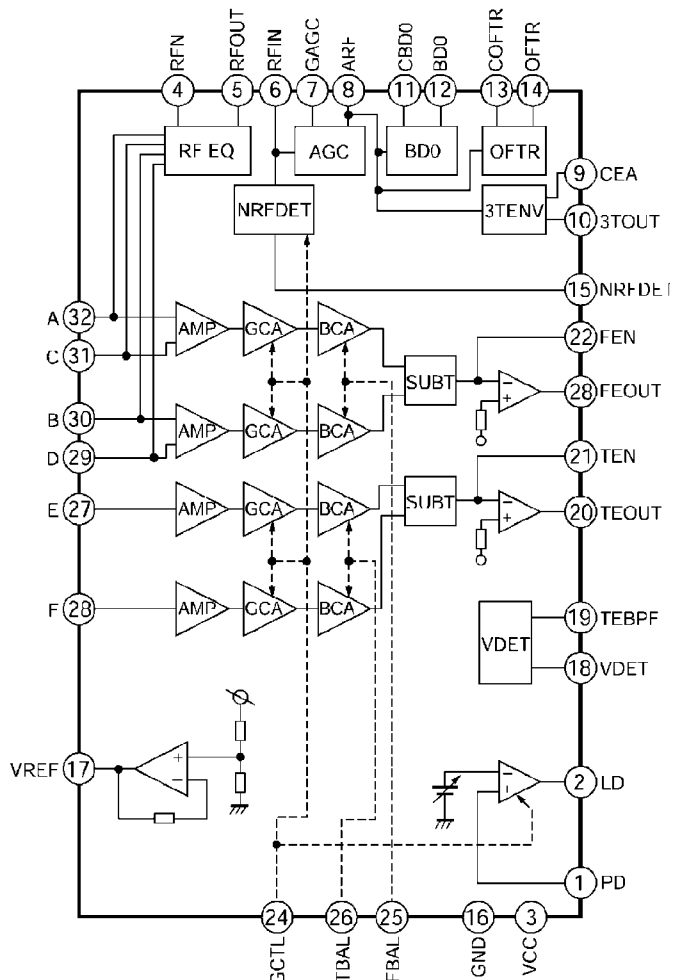 RFN
RFOUT
RFIN
GAGC
ARF
CBD0
BD0
COFTR
OFTR
4
5
6
7
8
11
12
13
14
RF EQ
AGC
BD0
OFTR
9 CEA
NRFDET
3TENV
10 3TOUT
15 NRFDET
A 32
AMP
GCA
BCA
22 FEN
C 31
SUBT
28 FEOUT
−
+
B 30
AMP
GCA
BCA
D 29
21 TEN
E 27
AMP
GCA
BCA
SUBT
20 TEOUT
−
+
F 28
AMP
GCA
BCA
19 TEBPF
VDET
18 VDET
VREF 17
+
−
2 LD
−
+
1 PD
24
26
25
16
3
GCTL
TBAL
FBAL
GND
VCC